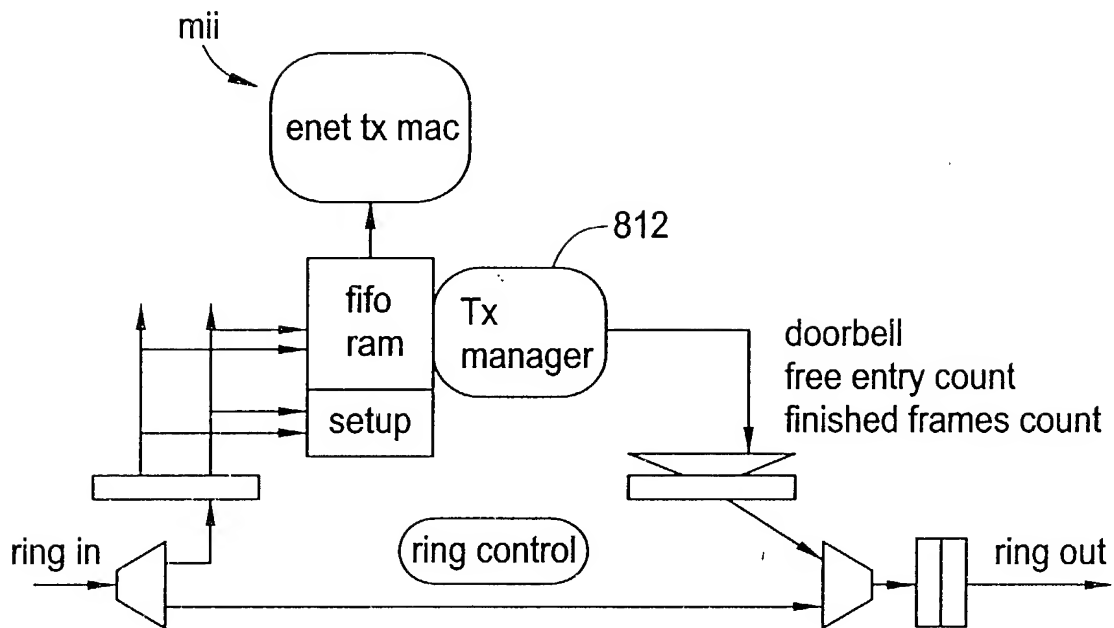 mii
enet tx mac
812
fifo
ram
Tx
manager
doorbell
free entry count
finished frames count
setup
ring in
ring control
ring out